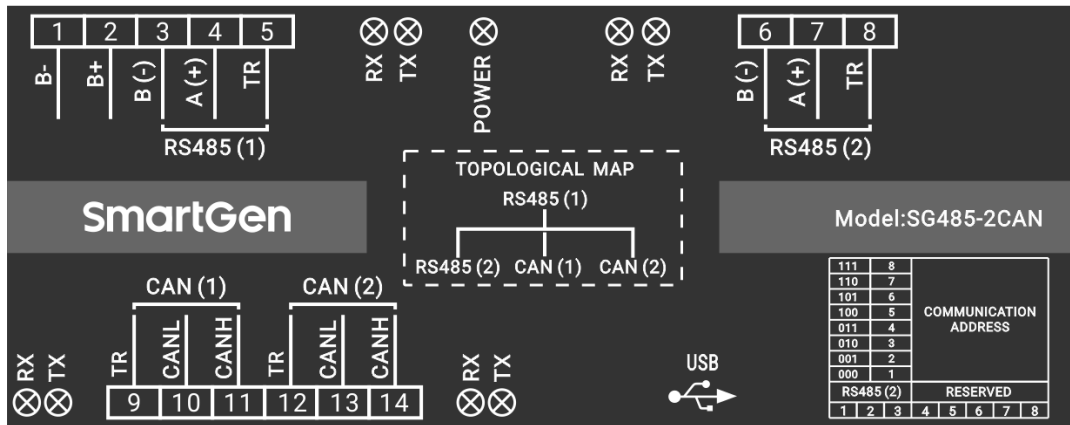 1 2 3 4 5
B- B+ B (-) A (+) TR
RS485 (1)
RX TX POWER RX TX
6 7 8
B (-) A (+) TR
RS485 (2)
TOPOLOGICAL MAP
RS485 (1)
RS485 (2) CAN (1) CAN (2)
SmartGen
Model:SG485-2CAN
CAN (1) CAN (2)
TR CANL CANH TR CANL CANH
9 10 11 12 13 14
RX TX
RX TX
USB
111 8
110 7
101 6
100 5
011 4
010 3
001 2
000 1
COMMUNICATION
ADDRESS
RS485 (2) RESERVED
1 2 3 4 5 6 7 8